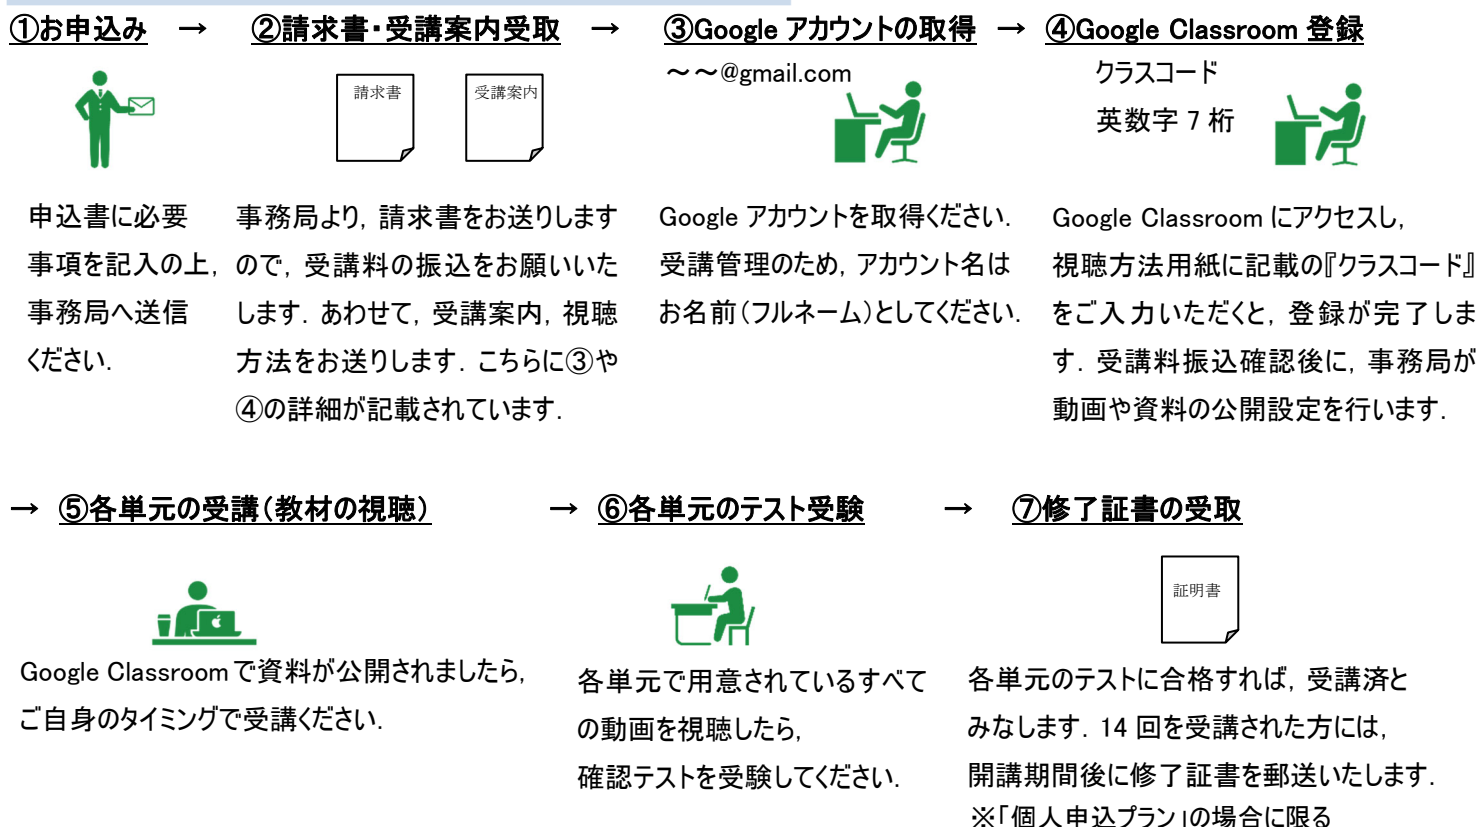 ①お申込み → ②請求書・受講案内受取 → ③Google アカウントの取得 → ④Google Classroom 登録
請求書
受講案内
～～@gmail.com
クラスコード
英数字 7 桁
申込書に必要
事項を記入の上,
事務局へ送信
ください.
事務局より, 請求書をお送りします
ので, 受講料の振込をお願いいた
します. あわせて, 受講案内, 視聴
方法をお送りします. こちらに③や
④の詳細が記載されています.
Google アカウントを取得ください.
受講管理のため, アカウント名は
お名前(フルネーム)としてください.
Google Classroom にアクセスし,
視聴方法用紙に記載の『クラスコード』
をご入力いただくと, 登録が完了しま
す. 受講料振込確認後に, 事務局が
動画や資料の公開設定を行います.
→ ⑤各単元の受講(教材の視聴) → ⑥各単元のテスト受験 → ⑦修了証書の受取
証明書
Google Classroom で資料が公開されましたら,
ご自身のタイミングで受講ください.
各単元で用意されているすべて
の動画を視聴したら,
確認テストを受験してください.
各単元のテストに合格すれば, 受講済と
みなします. 14 回を受講された方には,
開講期間後に修了証書を郵送いたします.
※「個人申込プラン」の場合に限る